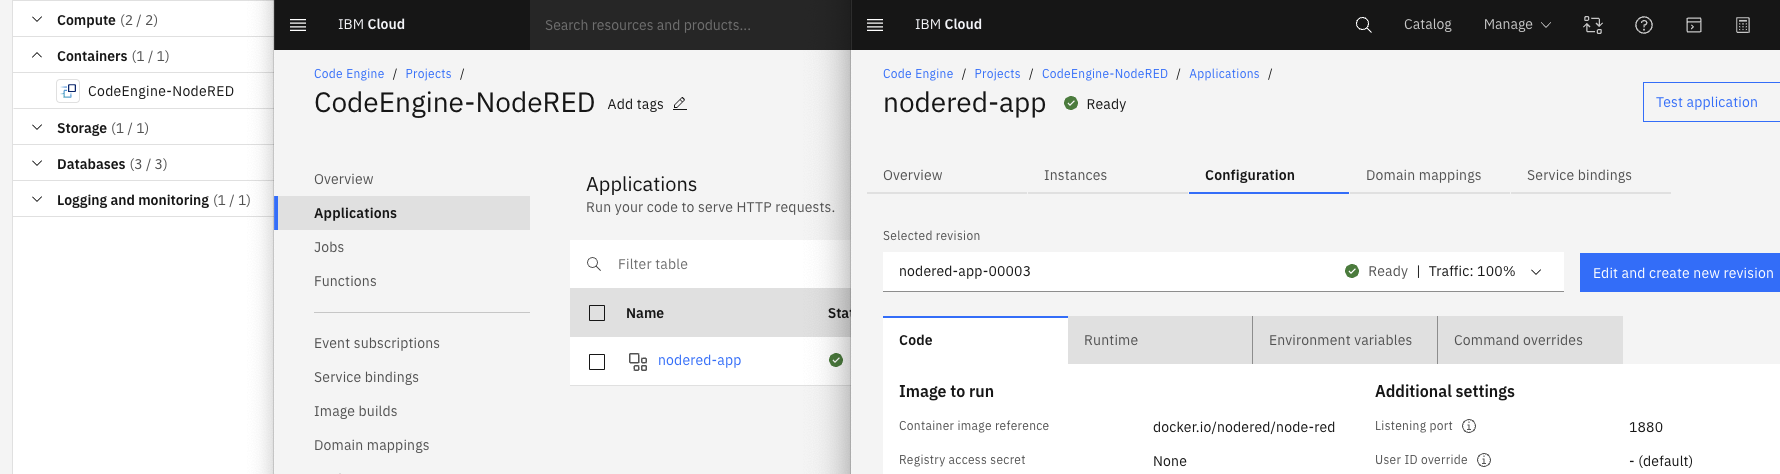 Compute (2 / 2)
Containers (1 / 1)
CodeEngine-NodeRED
Storage (1 / 1)
Databases (3 / 3)
Logging and monitoring (1 / 1)
IBM Cloud
Search resources and products...
Code Engine / Projects /
CodeEngine-NodeRED Add tags
Overview
Applications
Jobs
Functions
Event subscriptions
Service bindings
Image builds
Domain mappings
Applications
Run your code to serve HTTP requests.
Filter table
Name Sta
nodered-app
IBM Cloud Catalog Manage
Code Engine / Projects / CodeEngine-NodeRED / Applications /
nodered-app Ready
Test application
Overview Instances Configuration Domain mappings Service bindings
Selected revision
nodered-app-00003 Ready | Traffic: 100%
Edit and create new revision
Code Runtime Environment variables Command overrides
Image to run
Container image reference docker.io/nodered/node-red
Registry access secret None
Additional settings
Listening port 1880
User ID override - (default)